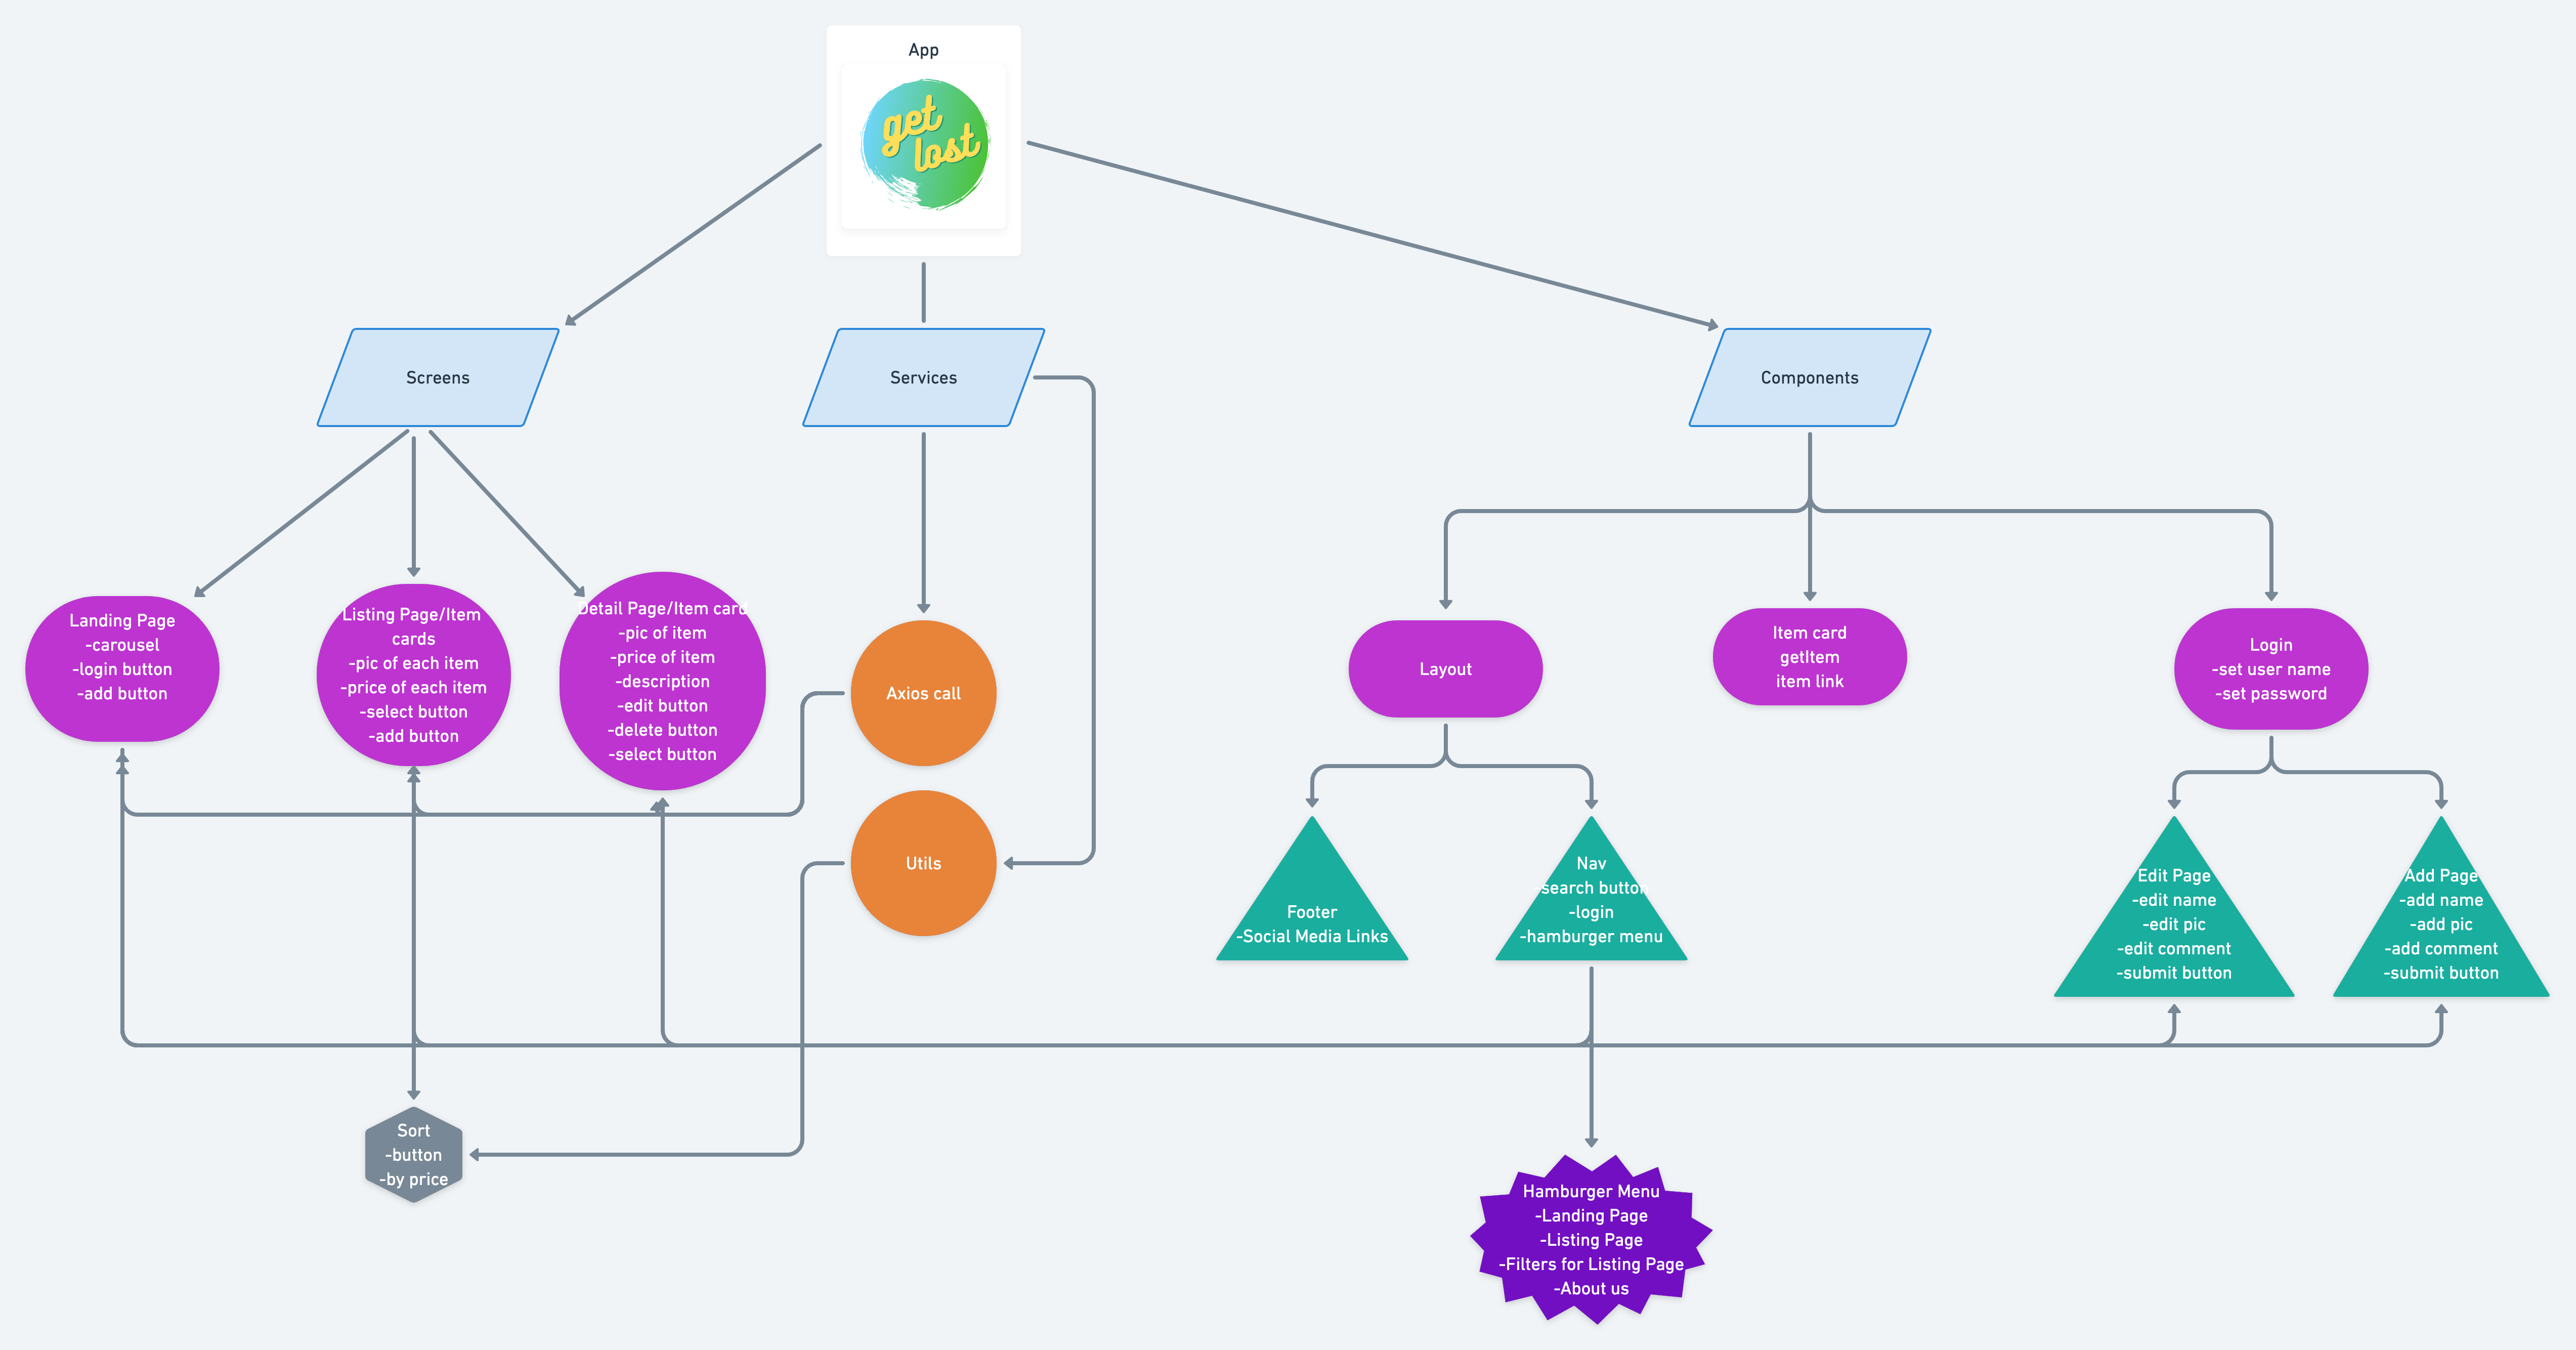 App
get
lost
Screens
Services
Components
Landing Page
-carousel
-login button
-add button
Listing Page/Item
cards
-pic of each item
-price of each item
-select button
-add button
Detail Page/Item card
-pic of item
-price of item
-description
-edit button
-delete button
-select button
Axios call
Utils
Layout
Item card
getItem
item link
Login
-set user name
-set password
Footer
-Social Media Links
Nav
-search button
-login
-hamburger menu
Edit Page
-edit name
-edit pic
-edit comment
-submit button
Add Page
-add name
-add pic
-add comment
-submit button
Sort
-button
-by price
Hamburger Menu
-Landing Page
-Listing Page
-Filters for Listing Page
-About us